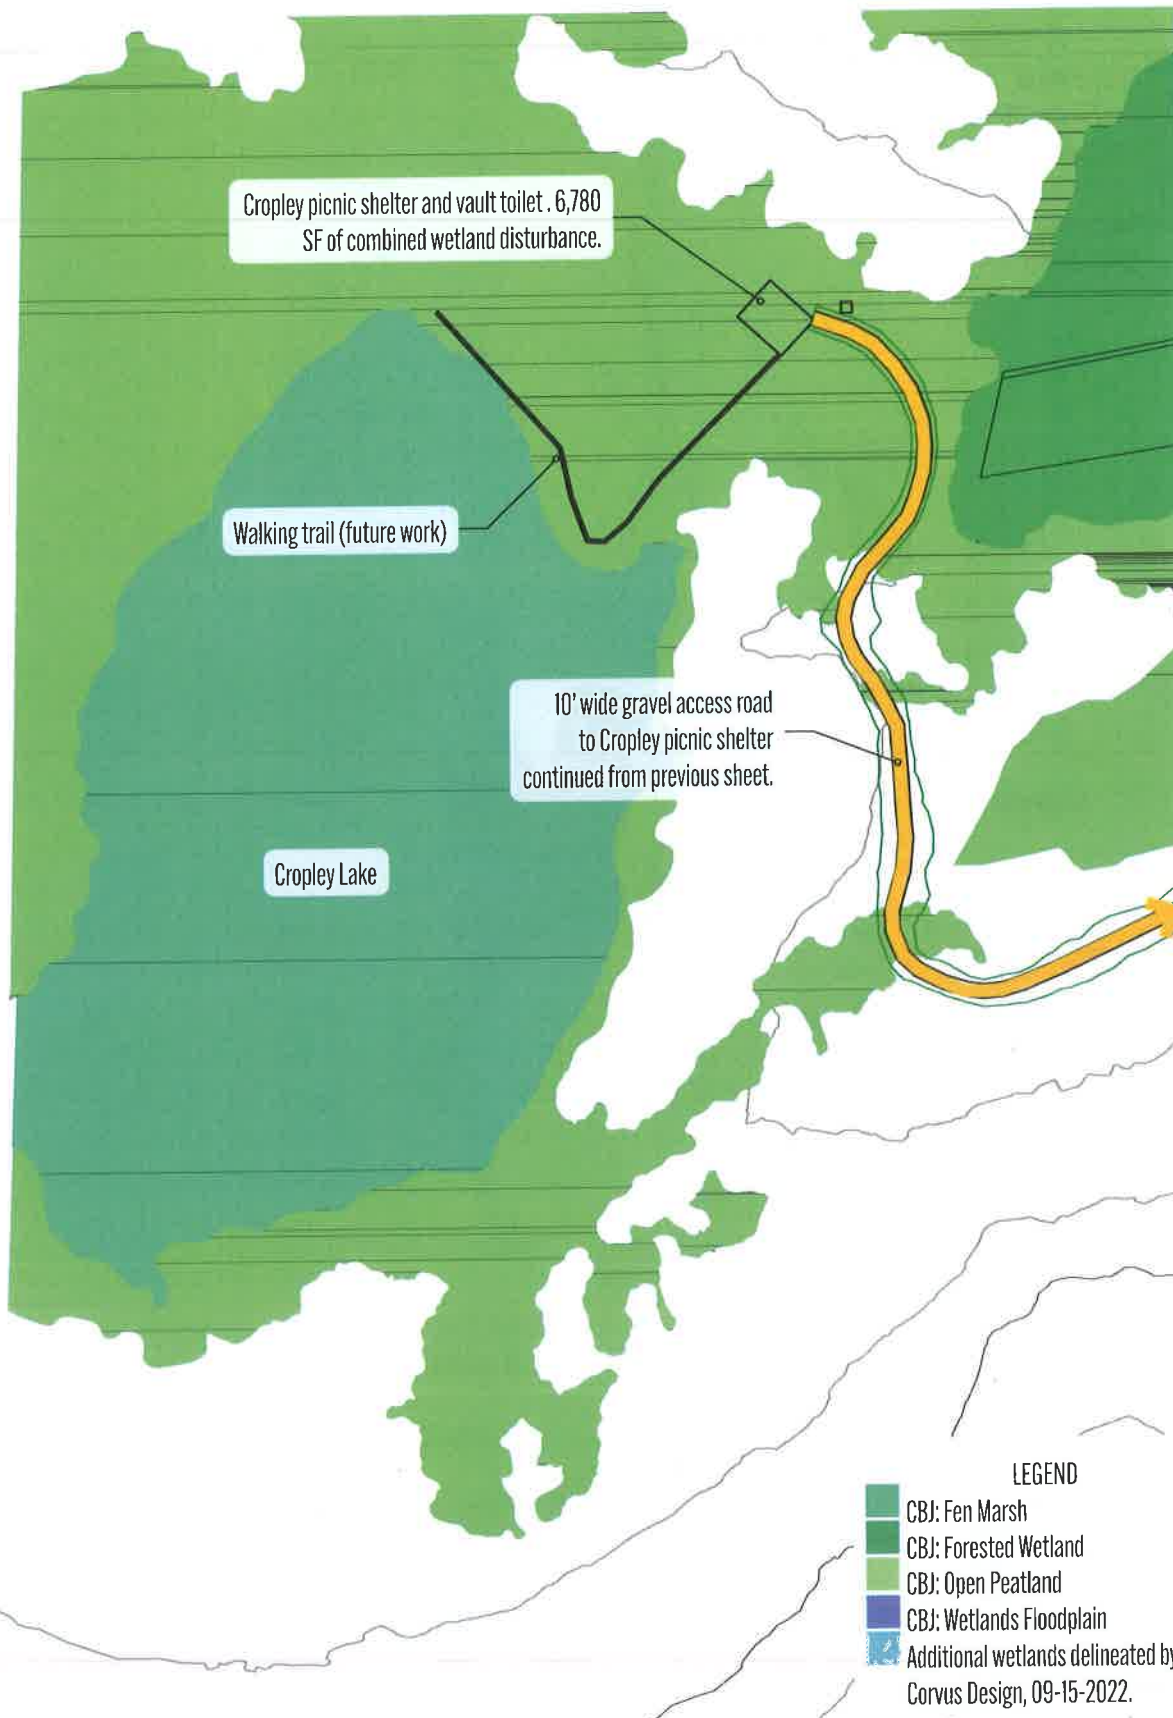 Cropley picnic shelter and vault toilet . 6,780
SF of combined wetland disturbance.
Walking trail (future work)
10' wide gravel access road
to Cropley picnic shelter
continued from previous sheet.
Cropley Lake
LEGEND
CBJ: Fen Marsh
CBJ: Forested Wetland
CBJ: Open Peatland
CBJ: Wetlands Floodplain
Additional wetlands delineated by
Corvus Design, 09-15-2022.